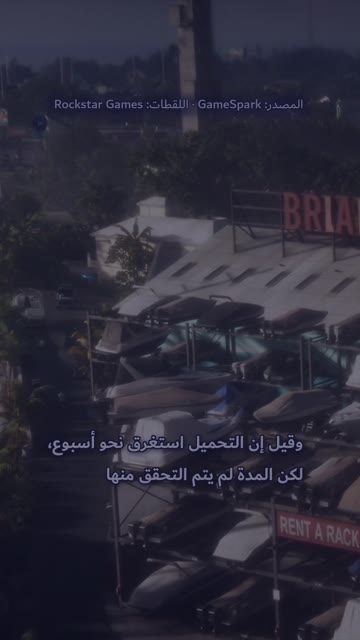 المصدر: GameSpark · اللقطات: Rockstar Games
BRIA
وقيل إن التحميل استغرق نحو أسبوع،
لكن المدة لم يتم التحقق منها
RENT A RACK